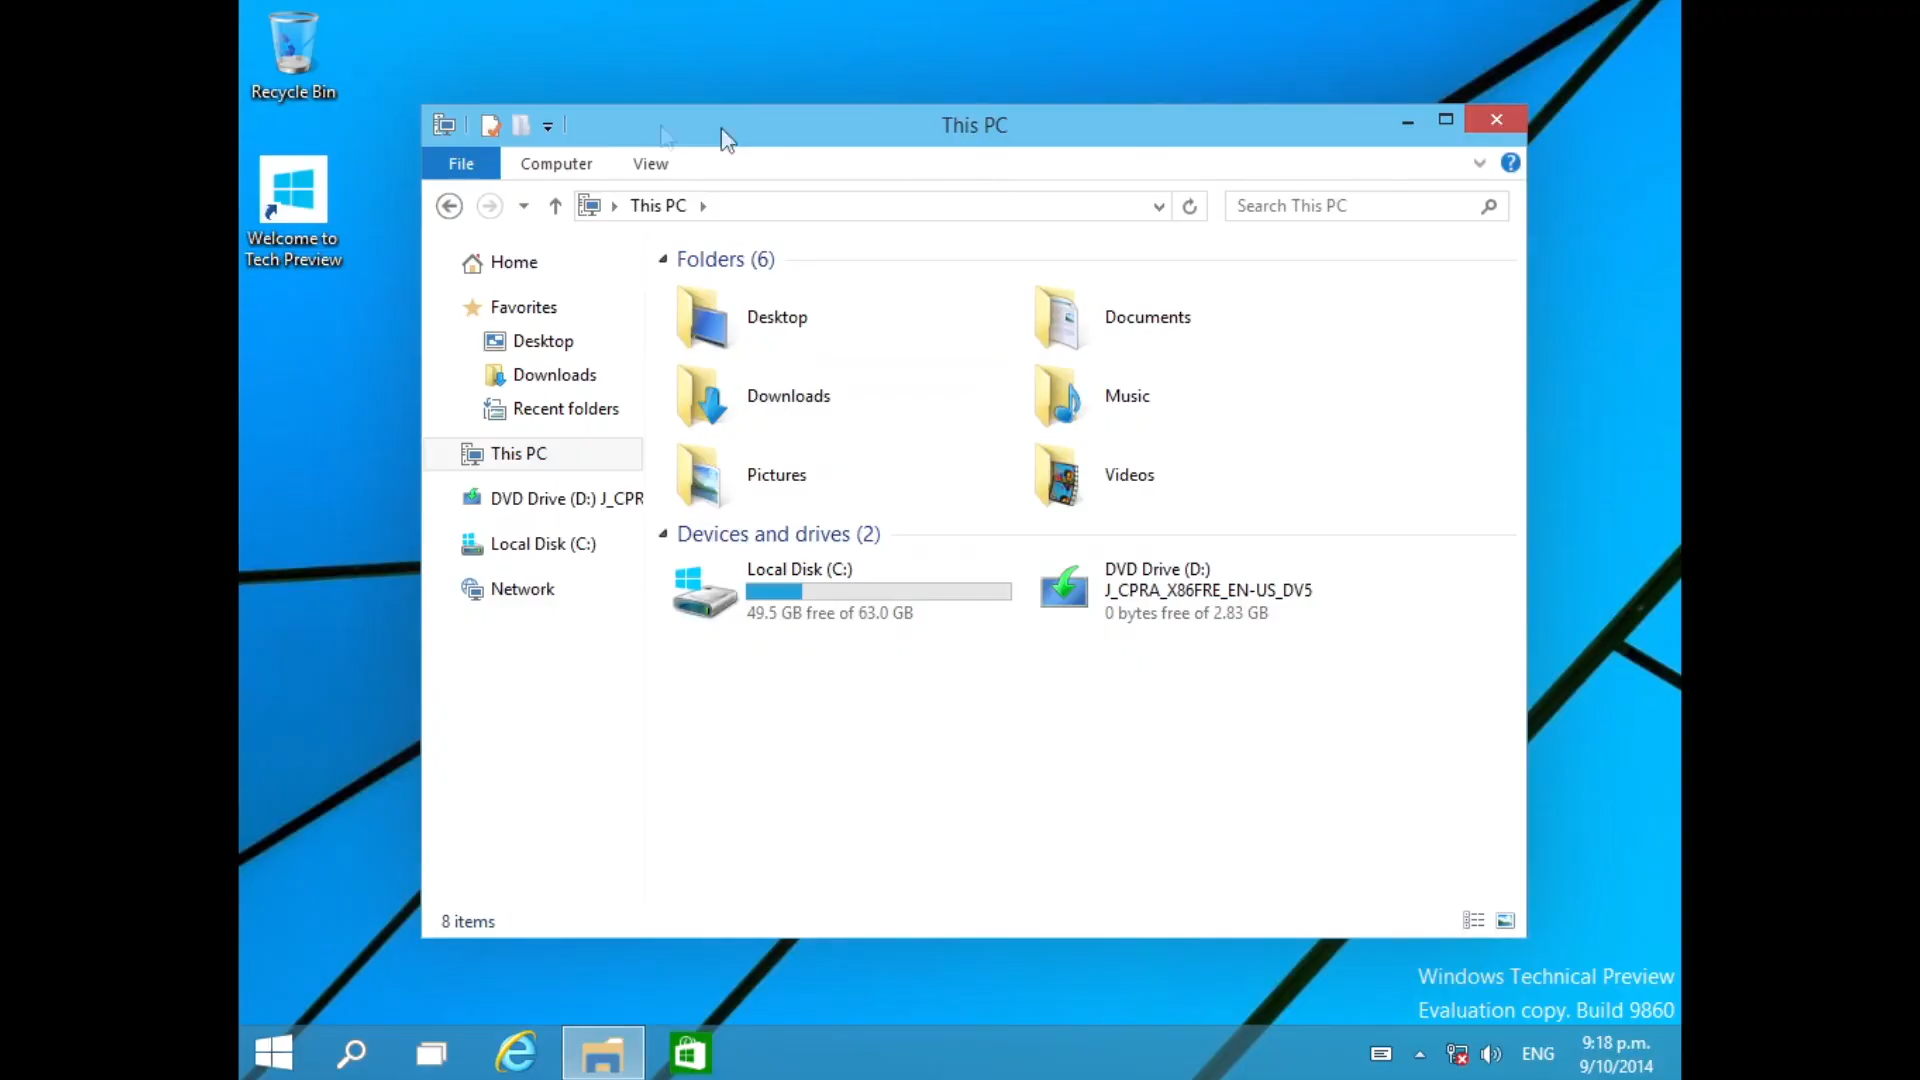 Recycle Bin
Welcome to
Tech Preview
This PC
File
Computer
View
This PC
Search This PC
Home
Favorites
Desktop
Downloads
Recent folders
This PC
DVD Drive (D:) J_CPR
Local Disk (C:)
Network
Folders (6)
Desktop
Documents
Downloads
Music
Pictures
Videos
Devices and drives (2)
Local Disk (C:)
49.5 GB free of 63.0 GB
DVD Drive (D:)
J_CPRA_X86FRE_EN-US_DV5
0 bytes free of 2.83 GB
8 items
Windows Technical Preview
Evaluation copy. Build 9860
ENG
9:18 p.m.
9/10/2014